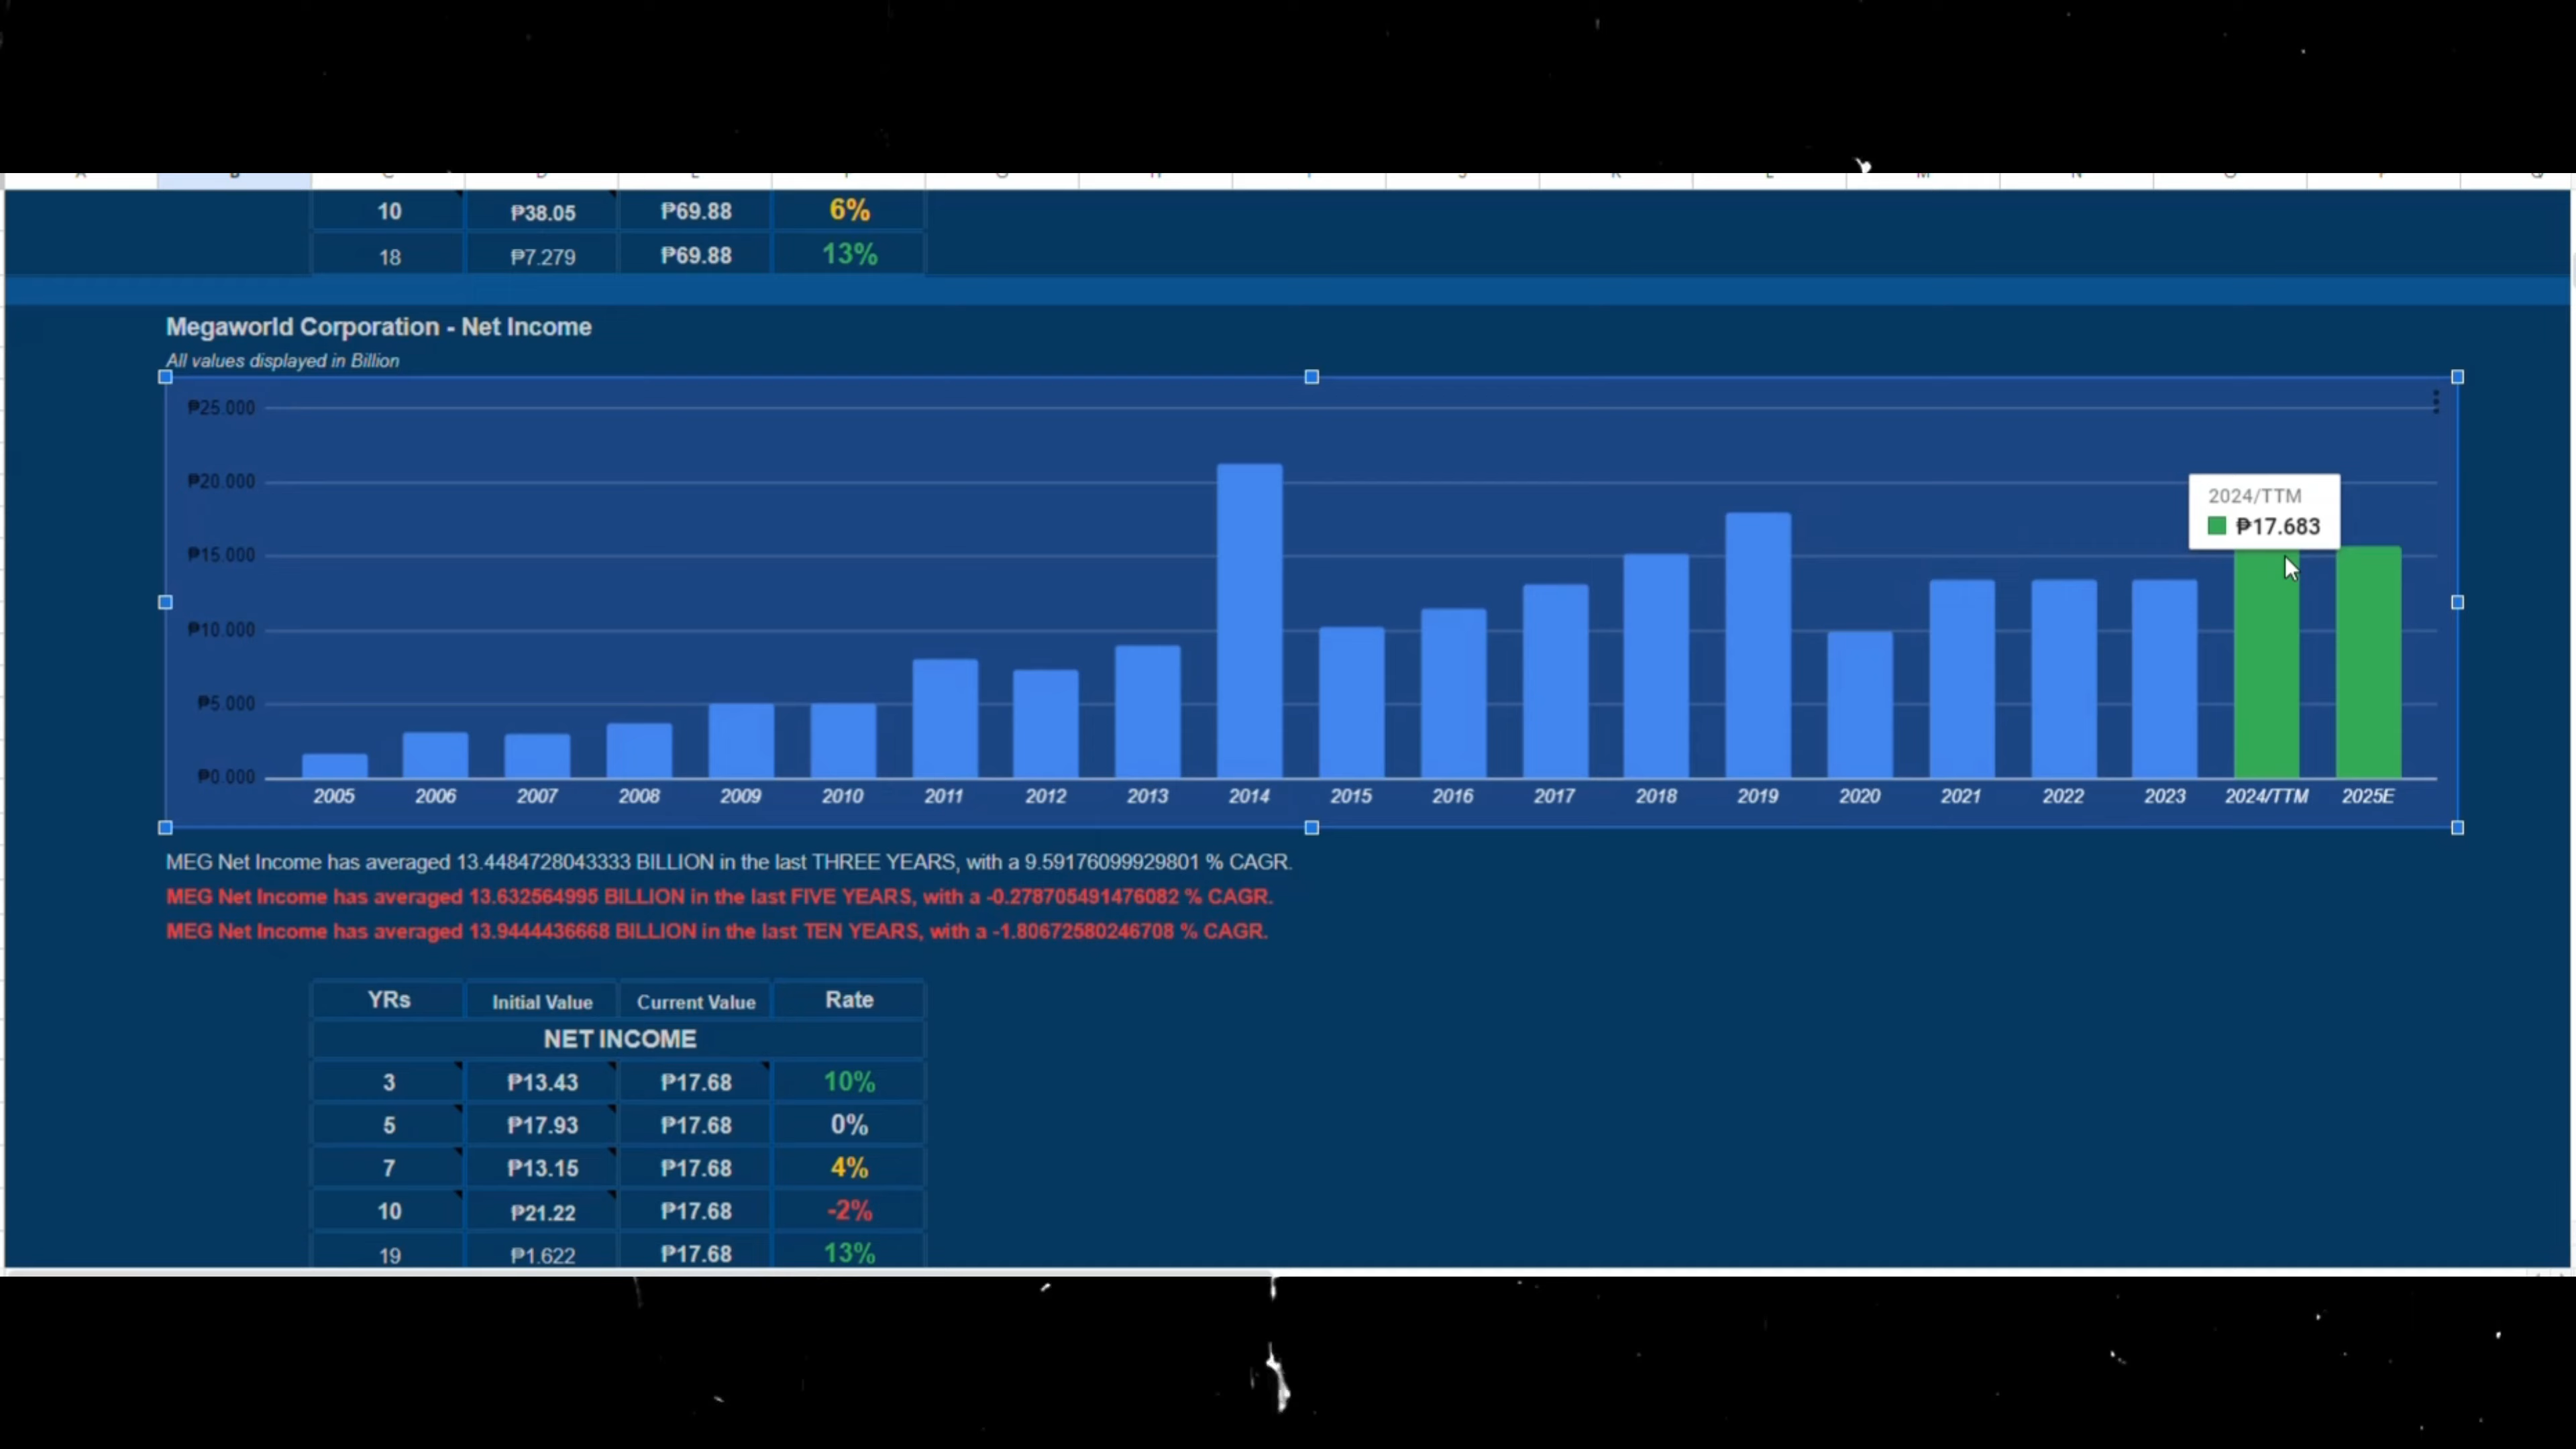 10 ₱38.05 ₱69.88 6%
18 ₱7.279 ₱69.88 13%
Megaworld Corporation - Net Income
All values displayed in Billion
₱25.000
₱20.000
₱15.000
₱10.000
₱5.000
₱0.000
2024/TTM
₱17.683
2005 2006 2007 2008 2009 2010 2011 2012 2013 2014 2015 2016 2017 2018 2019 2020 2021 2022 2023 2024/TTM 2025E
MEG Net Income has averaged 13.4484728043333 BILLION in the last THREE YEARS, with a 9.59176099929801 % CAGR.
MEG Net Income has averaged 13.632564995 BILLION in the last FIVE YEARS, with a -0.278705491476082 % CAGR.
MEG Net Income has averaged 13.9444436668 BILLION in the last TEN YEARS, with a -1.80672580246708 % CAGR.
YRs Initial Value Current Value Rate
NET INCOME
3 ₱13.43 ₱17.68 10%
5 ₱17.93 ₱17.68 0%
7 ₱13.15 ₱17.68 4%
10 ₱21.22 ₱17.68 -2%
19 ₱1.622 ₱17.68 13%